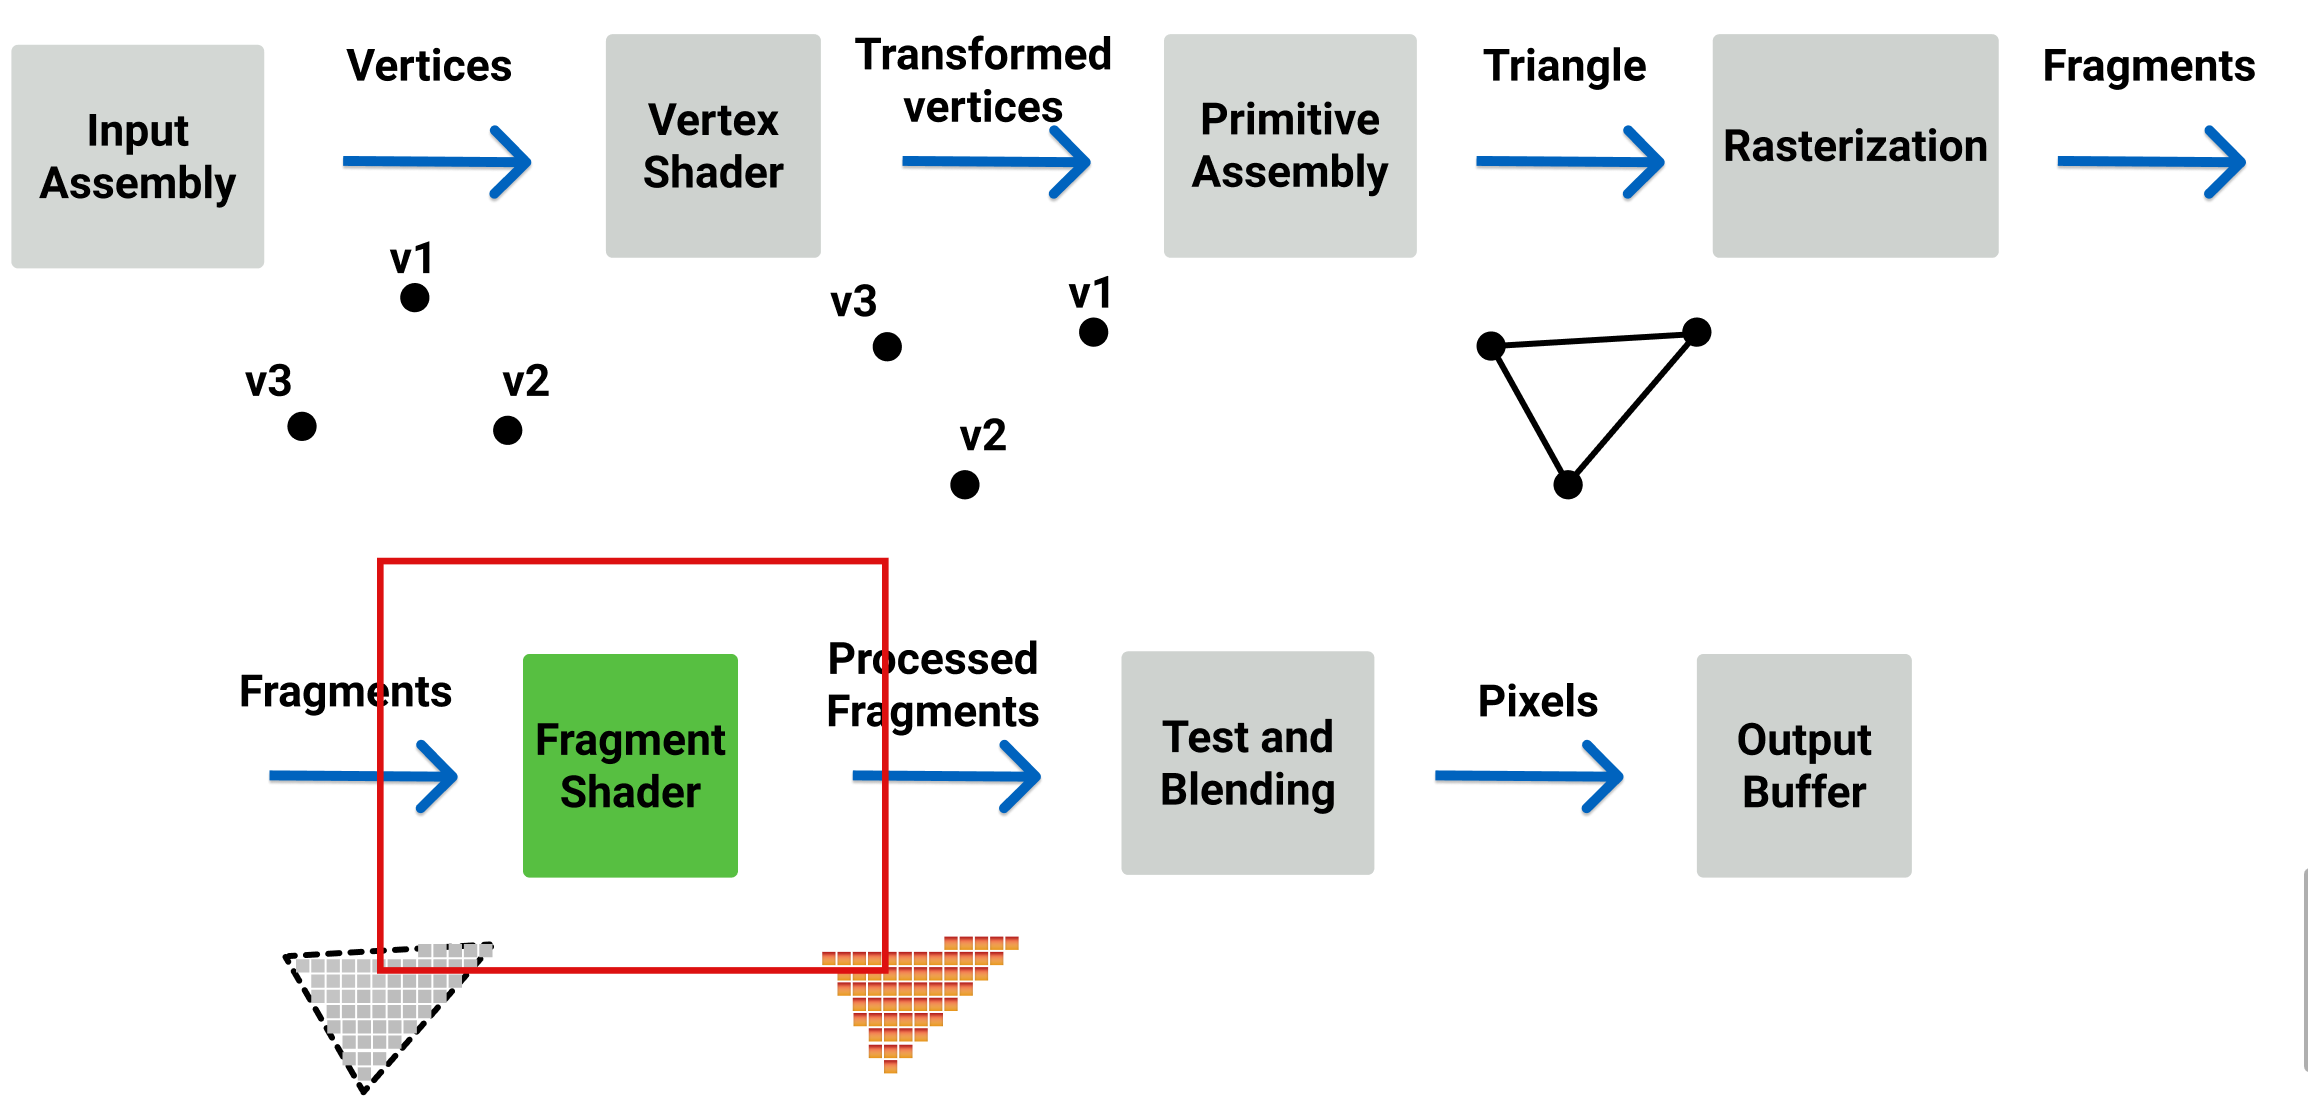 Input
Assembly
Vertices
Vertex
Shader
Transformed
vertices
Primitive
Assembly
Triangle
Rasterization
Fragments
v1
v3
v2
v3
v1
v2
Fragments
Fragment
Shader
Processed
Fragments
Test and
Blending
Pixels
Output
Buffer